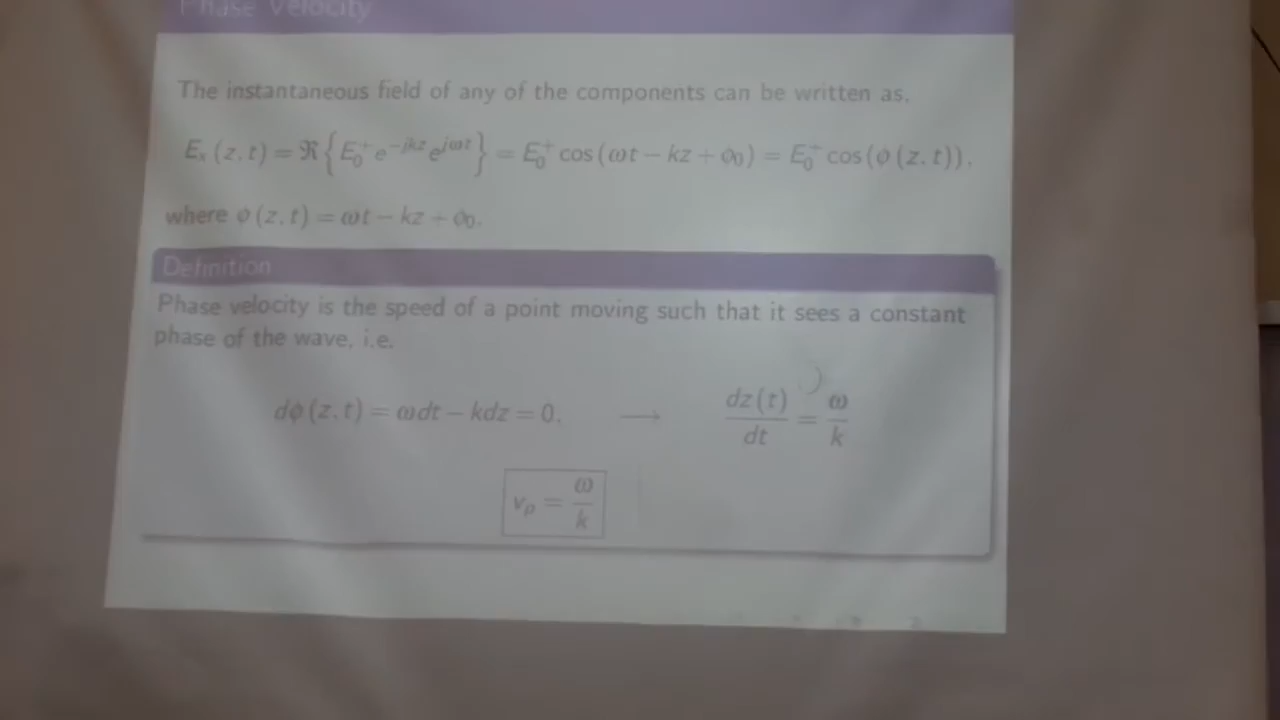 Phase Velocity
The instantaneous field of any of the components can be written as,
Eₓ(z,t) = ℜ{E₀⁺e^{-jkz}e^{jωt}} = E₀⁺ cos(ωt − kz + ϕ₀) = E₀⁺ cos(ϕ(z,t)),
where ϕ(z,t) = ωt − kz + ϕ₀.
Definition
Phase velocity is the speed of a point moving such that it sees a constant
phase of the wave, i.e.
dϕ(z,t) = ωdt − kdz = 0. ⟶ dz(t)/dt = ω/k
vₚ = ω/k